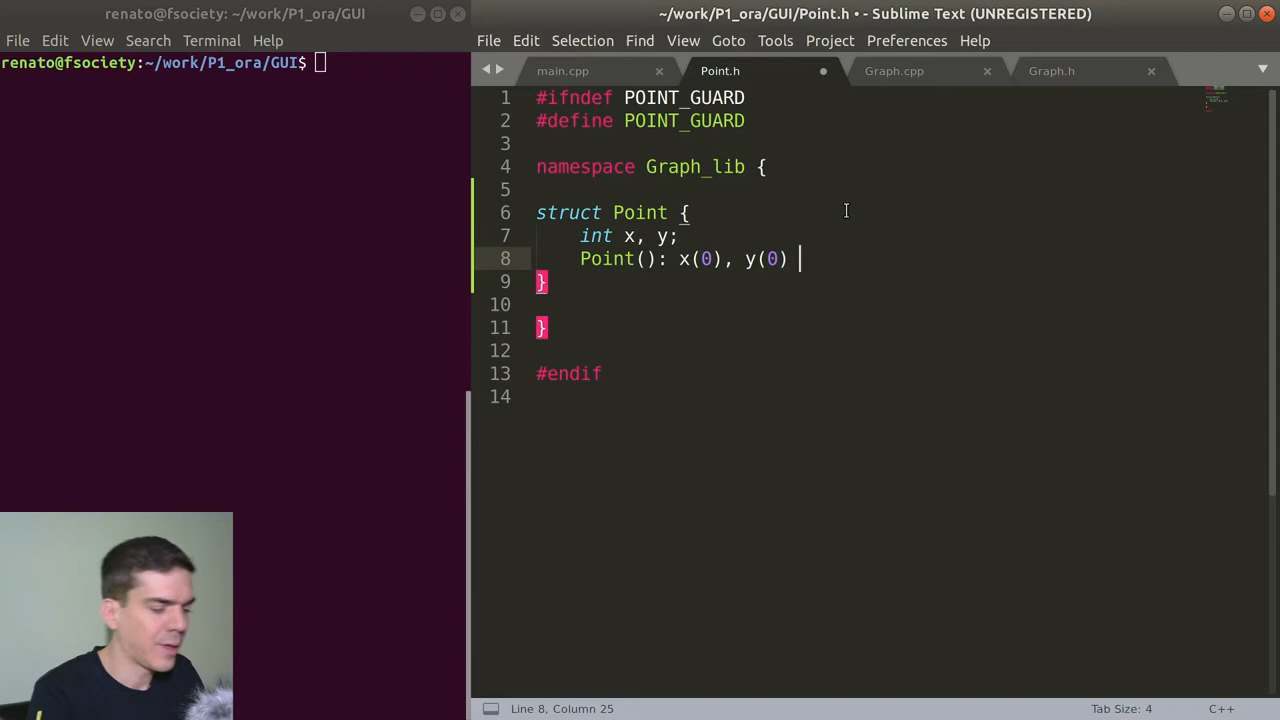 renato@fsociety: ~/work/P1_ora/GUI
File Edit View Search Terminal Help
renato@fsociety:~/work/P1_ora/GUI$
~/work/P1_ora/GUI/Point.h • - Sublime Text (UNREGISTERED)
File Edit Selection Find View Goto Tools Project Preferences Help
main.cpp Point.h Graph.cpp Graph.h
1 #ifndef POINT_GUARD
2 #define POINT_GUARD
3
4 namespace Graph_lib {
5
6 struct Point {
7 int x, y;
8 Point(): x(0), y(0)
9 }
10
11 }
12
13 #endif
14
Line 8, Column 25
Tab Size: 4
C++